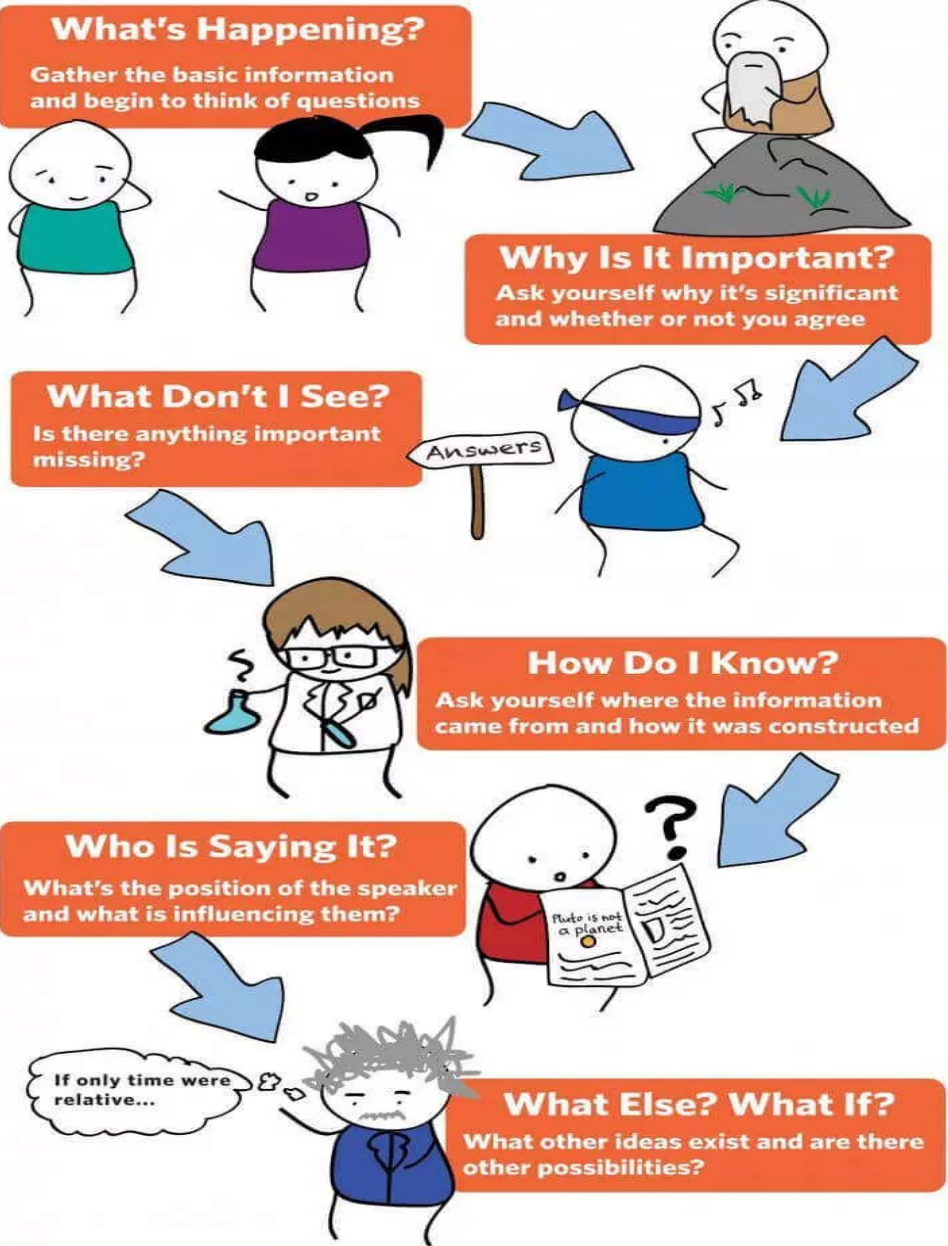 What's Happening?
Gather the basic information
and begin to think of questions
Why Is It Important?
Ask yourself why it's significant
and whether or not you agree
What Don't I See?
Is there anything important
missing?
Answers
How Do I Know?
Ask yourself where the information
came from and how it was constructed
Who Is Saying It?
What's the position of the speaker
and what is influencing them?
?
Pluto is not
a planet
If only time were
relative...
What Else? What If?
What other ideas exist and are there
other possibilities?